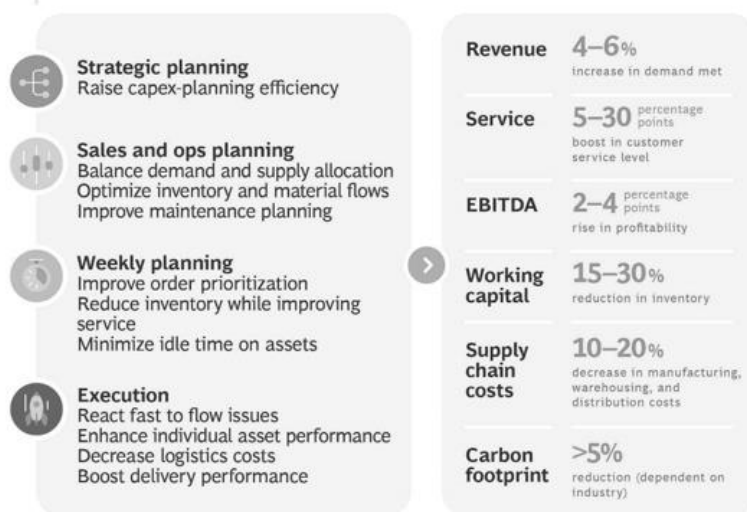 Strategic planning
Raise capex-planning efficiency
Sales and ops planning
Balance demand and supply allocation
Optimize inventory and material flows
Improve maintenance planning
Weekly planning
Improve order prioritization
Reduce inventory while improving
service
Minimize idle time on assets
Execution
React fast to flow issues
Enhance individual asset performance
Decrease logistics costs
Boost delivery performance
Revenue 4–6%
increase in demand met
Service 5–30 percentage
points
boost in customer
service level
EBITDA 2–4 percentage
points
rise in profitability
Working
capital
15–30%
reduction in inventory
Supply
chain
costs
10–20%
decrease in manufacturing,
warehousing, and
distribution costs
Carbon
footprint
>5%
reduction (dependent on
industry)